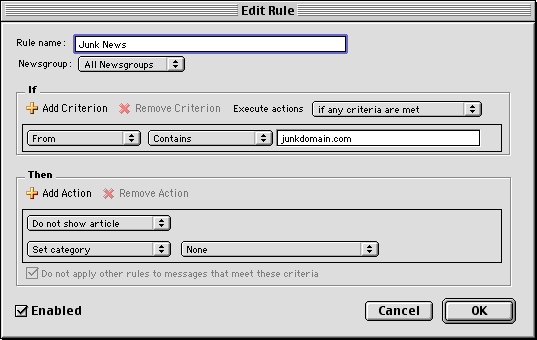 Edit Rule
Rule name: Junk News
Newsgroup: All Newsgroups
If
Add Criterion Remove Criterion Execute actions if any criteria are met
From Contains junkdomain.com
Then
Add Action Remove Action
Do not show article
Set category None
Do not apply other rules to messages that meet these criteria
Enabled Cancel OK